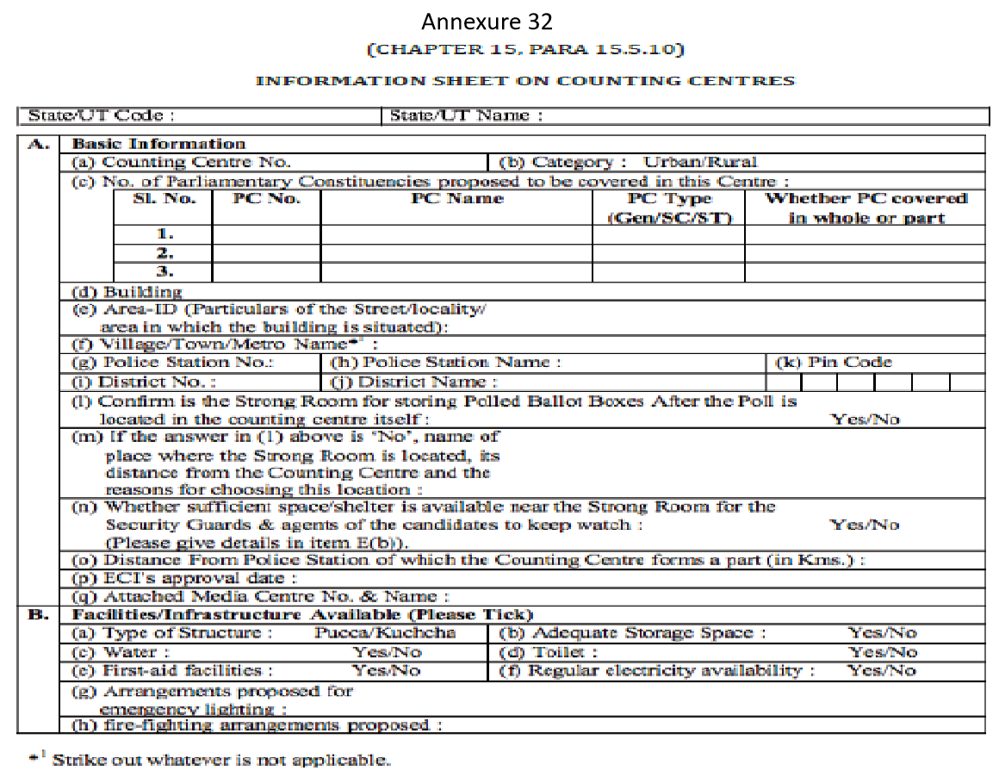 Annexure 32
(CHAPTER 15, PARA 15.5.10)
INFORMATION SHEET ON COUNTING CENTRES
State/UT Code : State/UT Name :
A. Basic Information
(a) Counting Centre No. (b) Category : Urban/Rural
(c) No. of Parliamentary Constituencies proposed to be covered in this Centre :
Sl. No. PC No. PC Name PC Type Whether PC covered
(Gen/SC/ST) in whole or part
1.
2.
3.
(d) Building
(e) Area-ID (Particulars of the Street/locality/
area in which the building is situated):
(f) Village/Town/Metro Name*¹ :
(g) Police Station No.: (h) Police Station Name : (k) Pin Code
(i) District No. : (j) District Name :
(l) Confirm is the Strong Room for storing Polled Ballot Boxes After the Poll is
located in the counting centre itself : Yes/No
(m) If the answer in (1) above is 'No', name of
place where the Strong Room is located, its
distance from the Counting Centre and the
reasons for choosing this location :
(n) Whether sufficient space/shelter is available near the Strong Room for the
Security Guards & agents of the candidates to keep watch : Yes/No
(Please give details in item E(b)).
(o) Distance From Police Station of which the Counting Centre forms a part (in Kms.) :
(p) ECI's approval date :
(q) Attached Media Centre No. & Name :
B. Facilities/Infrastructure Available (Please Tick)
(a) Type of Structure : Pucca/Kuchcha (b) Adequate Storage Space : Yes/No
(c) Water : Yes/No (d) Toilet : Yes/No
(e) First-aid facilities : Yes/No (f) Regular electricity availability : Yes/No
(g) Arrangements proposed for
emergency lighting :
(h) fire-fighting arrangements proposed :
*¹ Strike out whatever is not applicable.